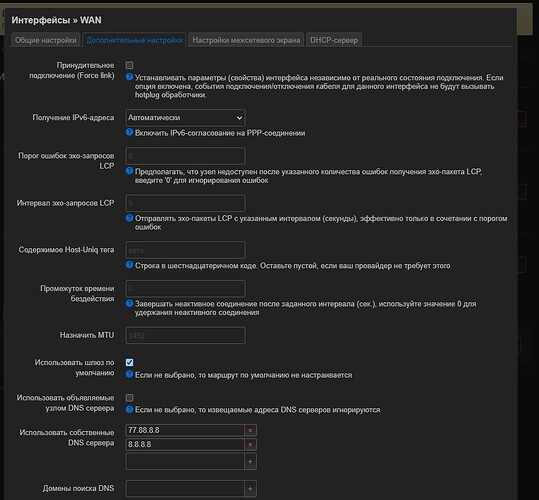 Интерфейсы » WAN
Общие настройки
Дополнительные настройки
Настройки межсетевого экрана
DHCP-сервер
Принудительное
подключение (Force link)
Устанавливать параметры (свойства) интерфейса независимо от реального состояния подключения. Если
опция включена, события подключения/отключения кабеля для данного интерфейса не будут вызывать
hotplug обработчики.
Получение IPv6-адреса
Автоматически
Включить IPv6-согласование на PPP-соединении
Порог ошибок эхо-запросов
LCP
0
Предполагать, что узел недоступен после указанного количества ошибок получения эхо-пакета LCP,
введите '0' для игнорирования ошибок
Интервал эхо-запросов LCP
5
Отправлять эхо-пакеты LCP с указанным интервалом (секунды), эффективно только в сочетании с порогом
ошибок
Содержимое Host-Uniq тега
авто
Строка в шестнадцатеричном коде. Оставьте пустой, если ваш провайдер не требует этого
Промежуток времени
бездействия
0
Завершать неактивное соединение после заданного интервала (сек.), используйте значение 0 для
удержания неактивного соединения
Назначить MTU
1492
Использовать шлюз по
умолчанию
Если не выбрано, то маршрут по умолчанию не настраивается
Использовать объявляемые
узлом DNS сервера
Если не выбрано, то извещаемые адреса DNS серверов игнорируются
Использовать собственные
DNS сервера
77.88.8.8
8.8.8.8
Домены поиска DNS